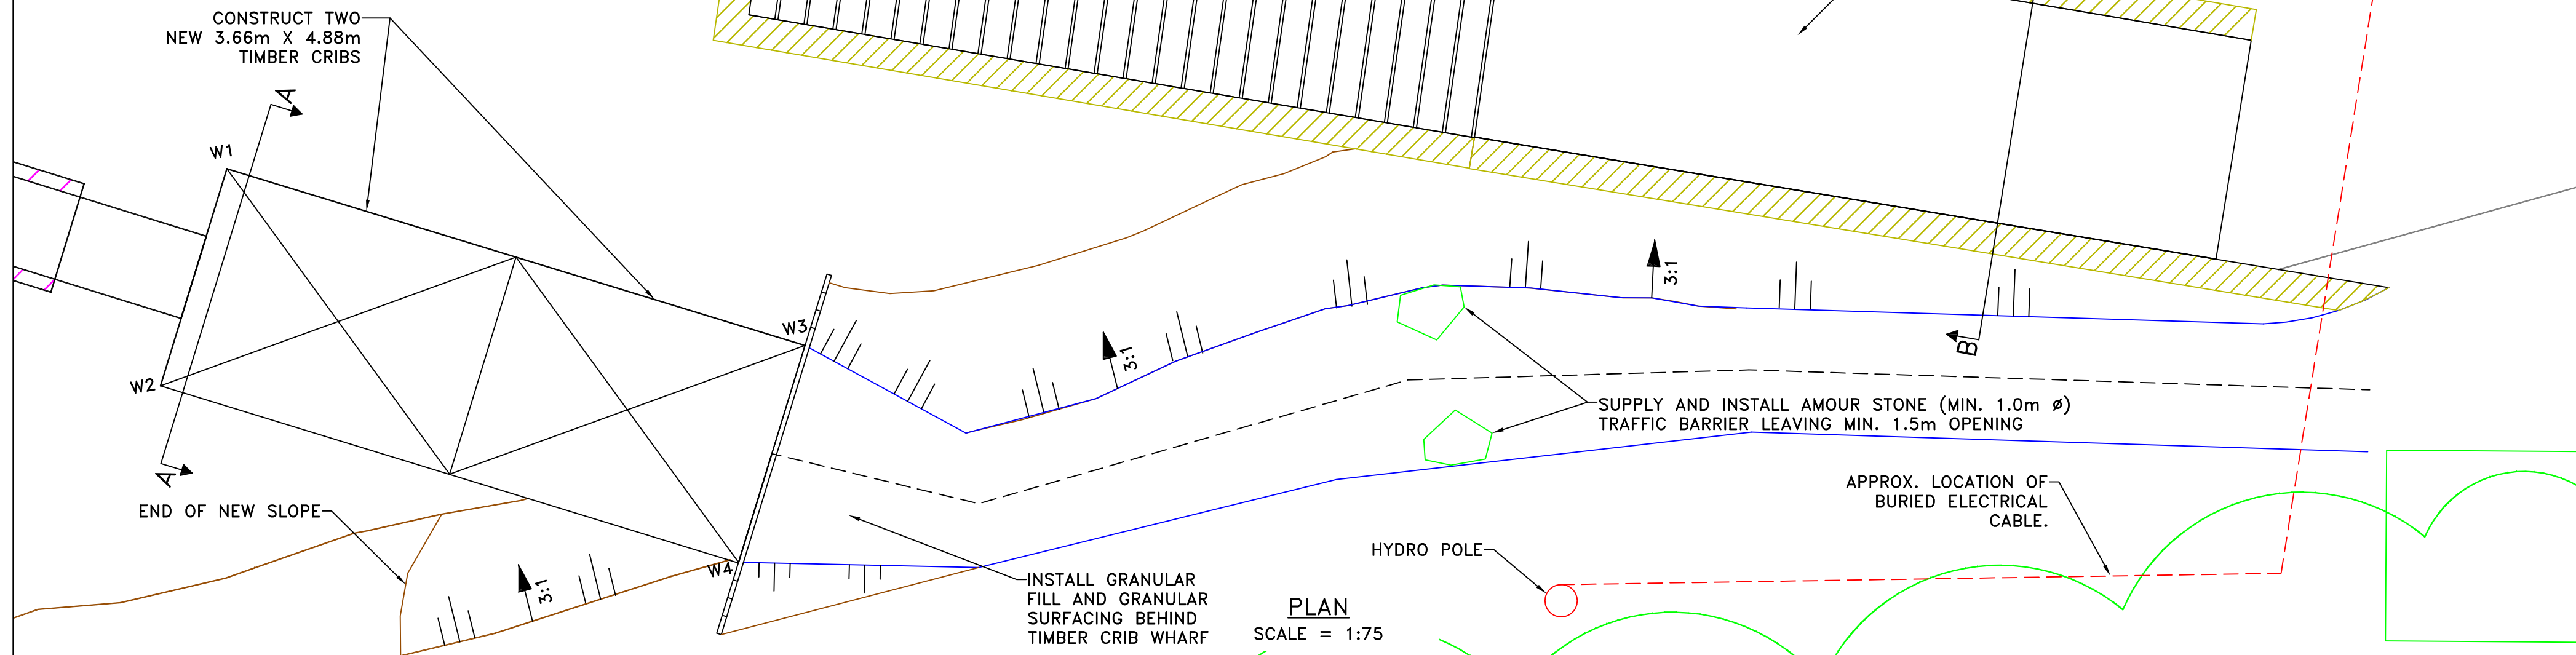 CONSTRUCT TWO
NEW 3.66m X 4.88m
TIMBER CRIBS
A
W1
W2
A
W3
W4
END OF NEW SLOPE
3:1
3:1
3:1
B
SUPPLY AND INSTALL AMOUR STONE (MIN. 1.0m ø)
TRAFFIC BARRIER LEAVING MIN. 1.5m OPENING
APPROX. LOCATION OF
BURIED ELECTRICAL
CABLE.
HYDRO POLE
INSTALL GRANULAR
FILL AND GRANULAR
SURFACING BEHIND
TIMBER CRIB WHARF
PLAN
SCALE = 1:75